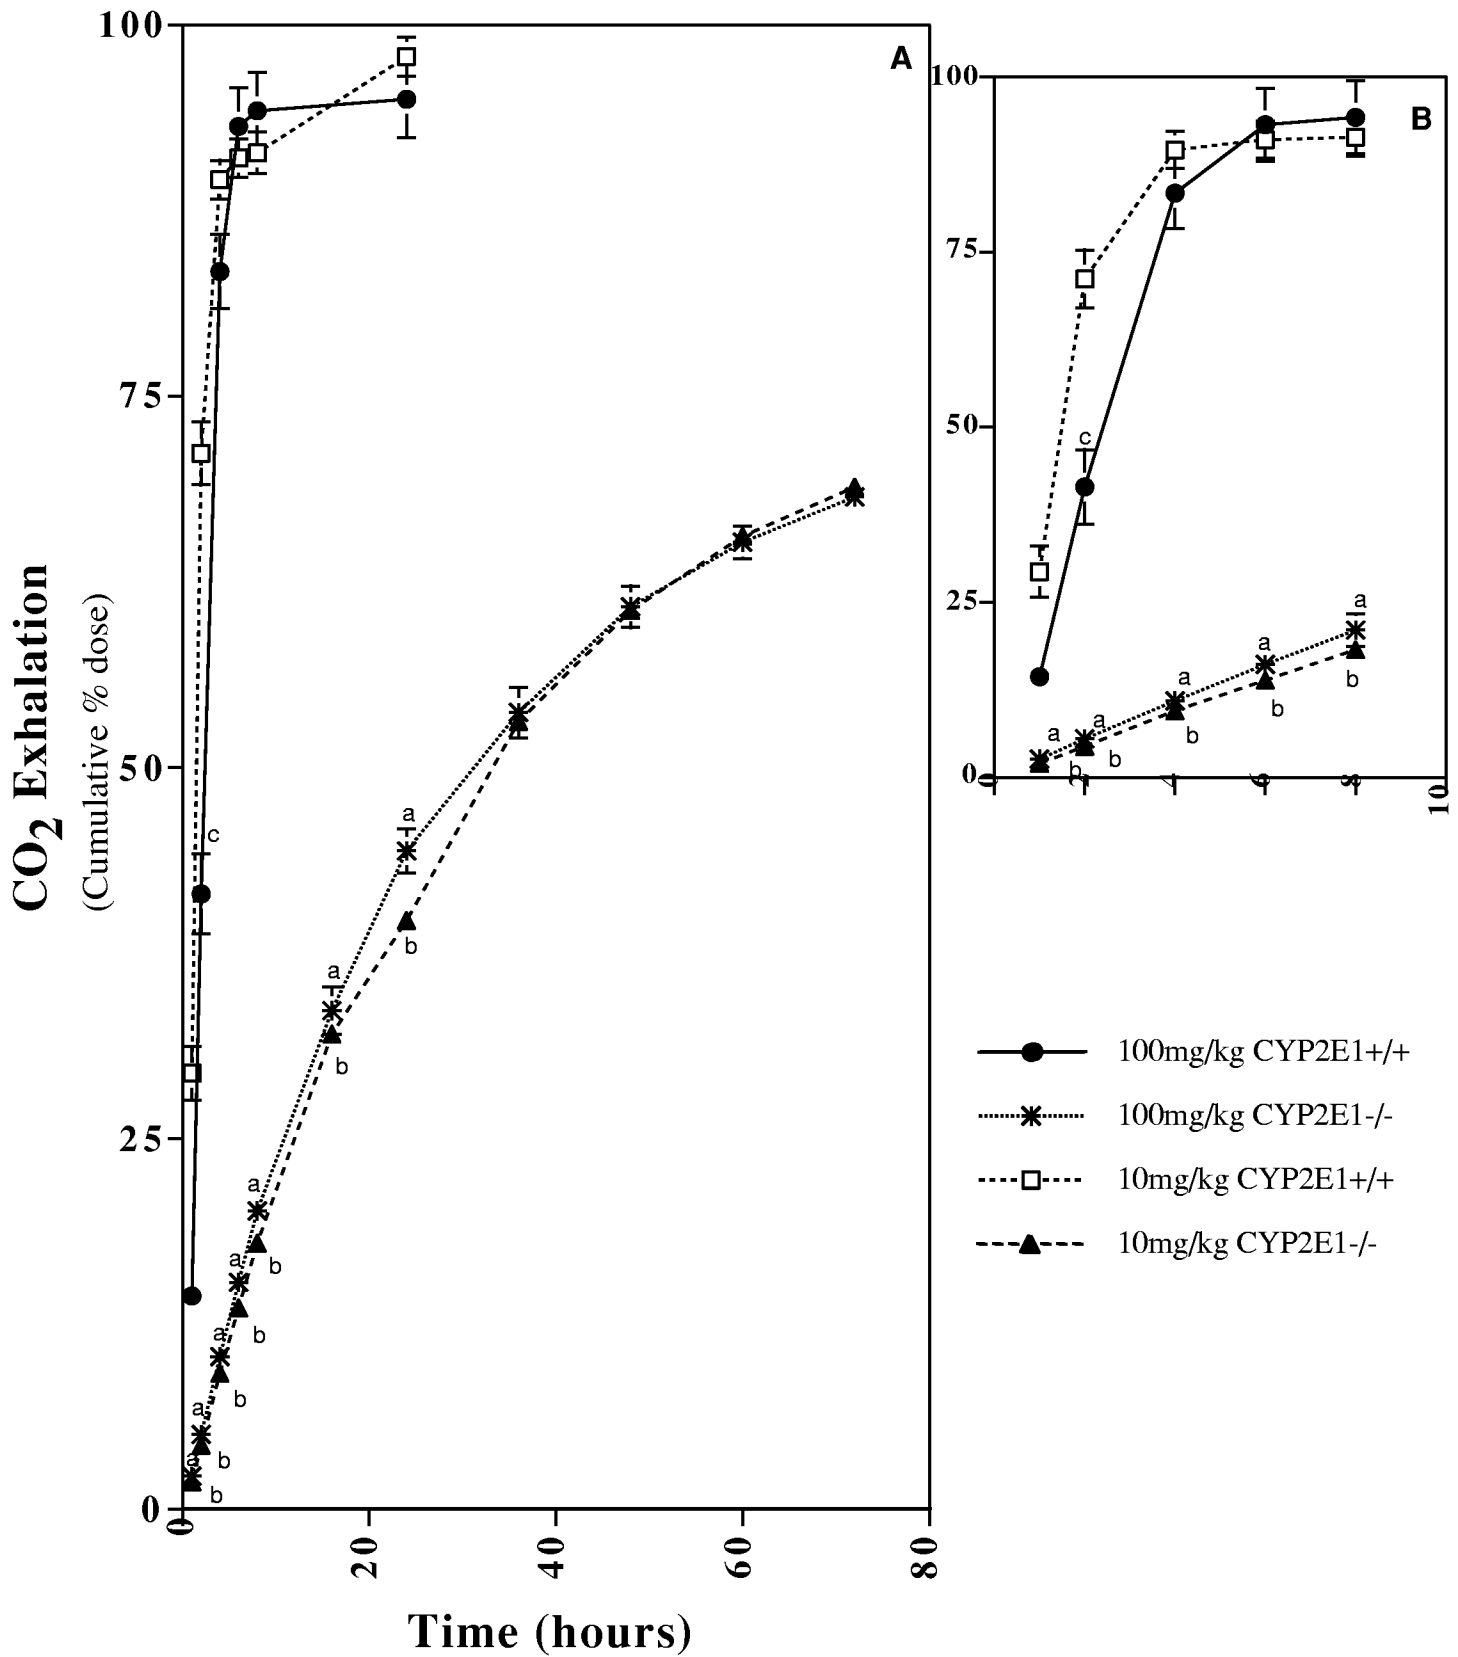 100
75
50
25
0
CO2 Exhalation
(Cumulative % dose)
A
c
a
b
a
b
a
b
a
b
a
b
a
b
a
b
0
20
40
60
80
Time (hours)
B
100
75
50
25
0
c
a
b
a
b
a
b
a
b
a
b
0
2
4
6
8
10
100mg/kg CYP2E1+/+
100mg/kg CYP2E1-/-
10mg/kg CYP2E1+/+
10mg/kg CYP2E1-/-